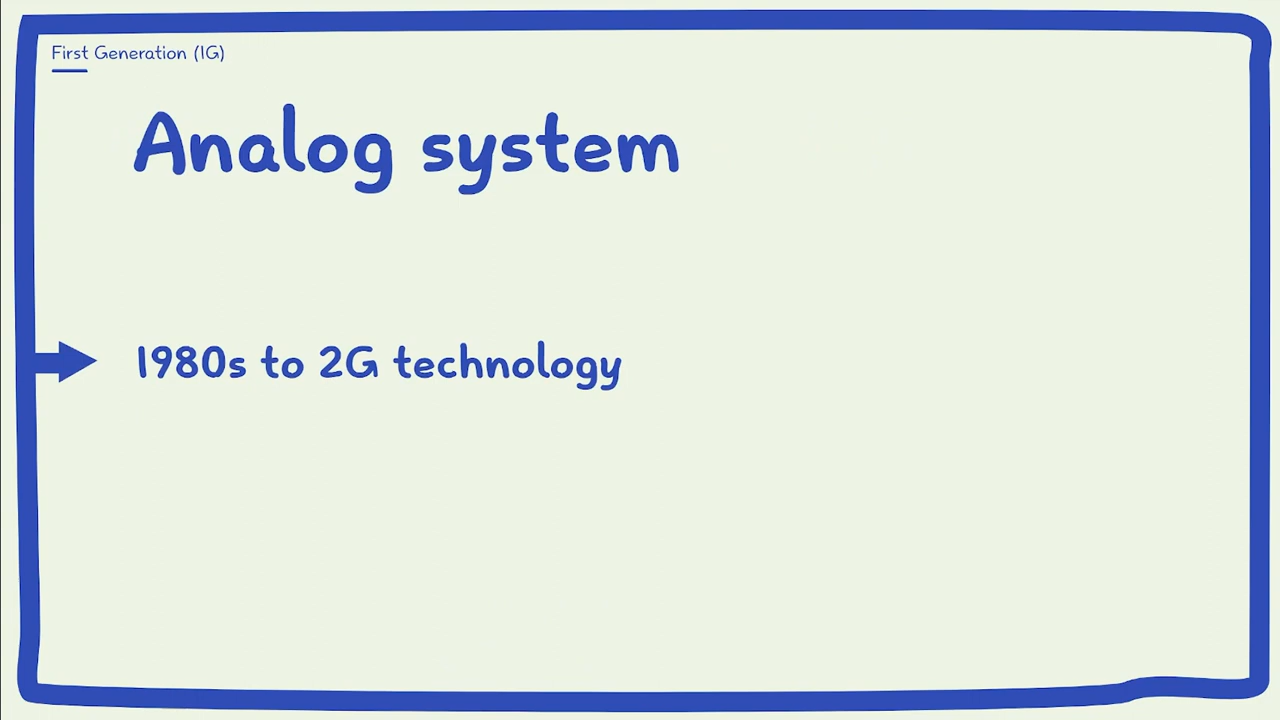 First Generation (1G)
Analog system
1980s to 2G technology